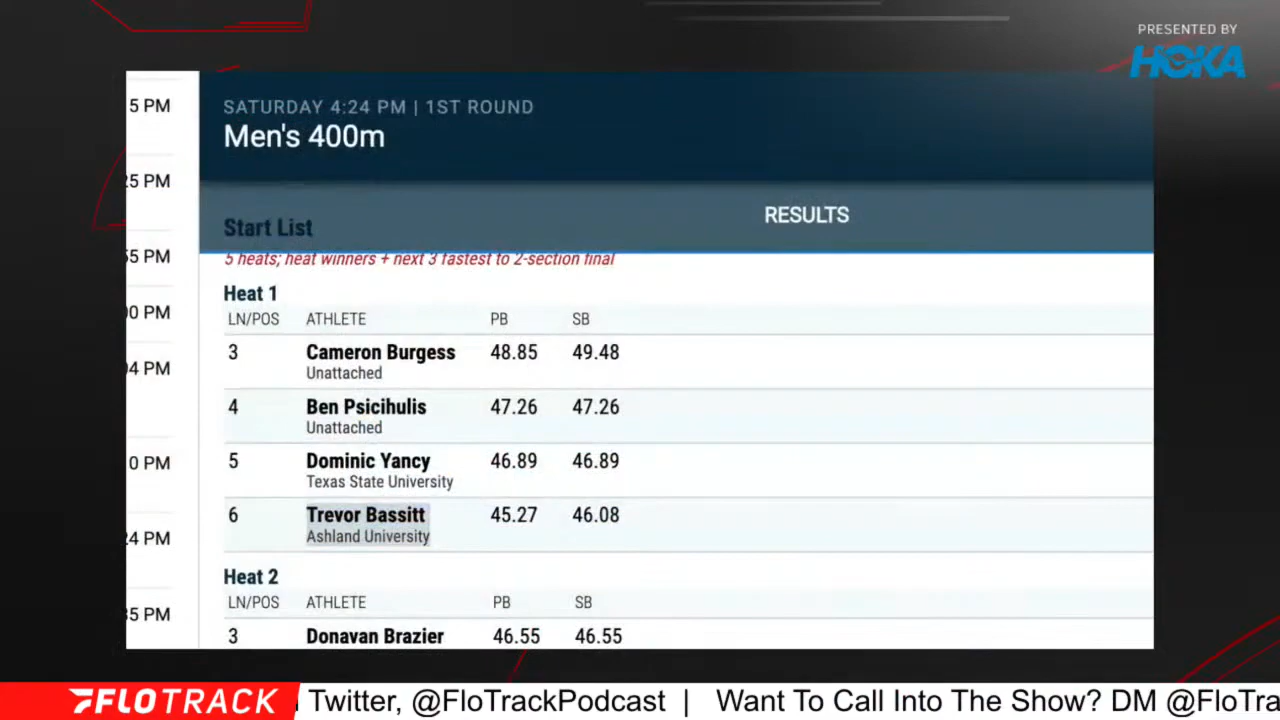 PRESENTED BY
HOKA
5 PM
25 PM
55 PM
00 PM
04 PM
0 PM
24 PM
35 PM
SATURDAY 4:24 PM | 1ST ROUND
Men's 400m
RESULTS
Start List
5 heats; heat winners + next 3 fastest to 2-section final
Heat 1
LN/POS ATHLETE PB SB
3 Cameron Burgess 48.85 49.48
Unattached
4 Ben Psicihulis 47.26 47.26
Unattached
5 Dominic Yancy 46.89 46.89
Texas State University
6 Trevor Bassitt 45.27 46.08
Ashland University
Heat 2
LN/POS ATHLETE PB SB
3 Donavan Brazier 46.55 46.55
FLOTRACK Twitter, @FloTrackPodcast | Want To Call Into The Show? DM @FloTra